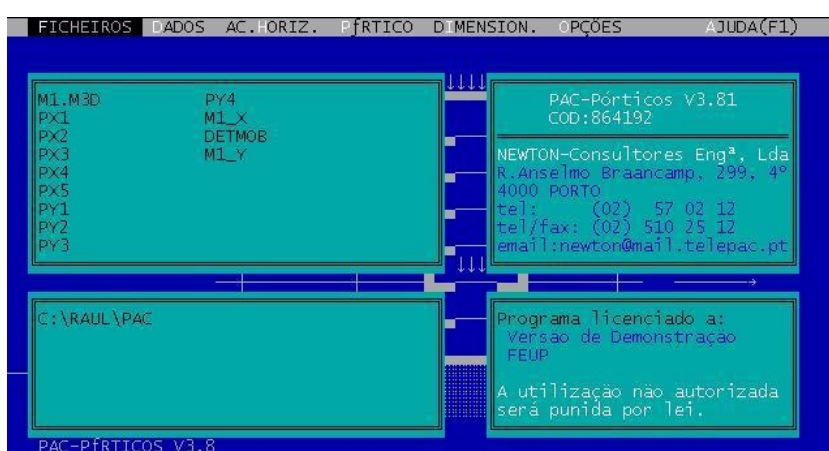 FICHEIROS DADOS AC.HORIZ. PfRTICO DIMENSION. OPÇÕES AJUDA(F1)
M1.M3D PY4
PX1 M1_X
PX2 DETMOB
PX3 M1_Y
PX4
PX5
PY1
PY2
PY3
PAC-Pórticos V3.81
COD:864192
NEWTON-Consultores Engª, Lda
R.Anselmo Braancamp, 299, 4º
4000 PORTO
tel: (02) 57 02 12
tel/fax: (02) 510 25 12
email:newton@mail.telepac.pt
C:\RAUL\PAC
Programa licenciado a:
Versão de Demonstração
FEUP
A utilização não autorizada
será punida por lei.
PAC-PfRTICOS V3.8